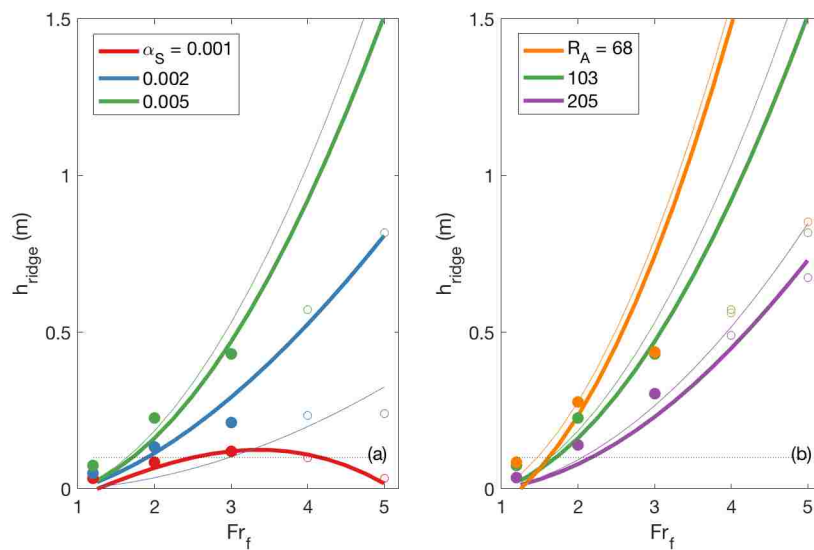 1.5
1
0.5
0
h_ridge (m)
α_S = 0.001
0.002
0.005
(a)
1 2 3 4 5
Fr_f
1.5
1
0.5
0
h_ridge (m)
R_A = 68
103
205
(b)
1 2 3 4 5
Fr_f